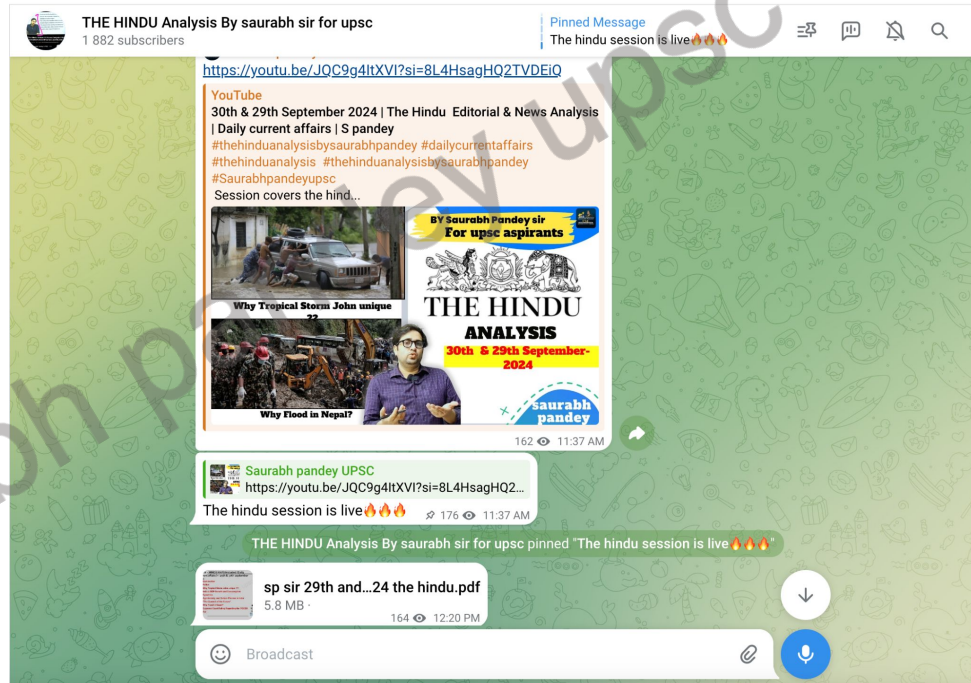 THE HINDU Analysis By saurabh sir for upsc
1 882 subscribers
Pinned Message
The hindu session is live🔥🔥🔥
https://youtu.be/JQC9g4ItXVI?si=8L4HsagHQ2TVDEiQ
YouTube
30th & 29th September 2024 | The Hindu Editorial & News Analysis
| Daily current affairs | S pandey
#thehinduanalysisbysaurabhpandey #dailycurrentaffairs
#thehinduanalysis #thehinduanalysisbysaurabhpandey
#Saurabhpandeyupsc
Session covers the hind...
BY Saurabh Pandey sir
For upsc aspirants
Why Tropical Storm John unique
??
THE HINDU
ANALYSIS
30th & 29th September-
2024
Why Flood in Nepal?
saurabh
pandey
162 11:37 AM
Saurabh pandey UPSC
https://youtu.be/JQC9g4ItXVI?si=8L4HsagHQ2...
The hindu session is live🔥🔥🔥
176 11:37 AM
THE HINDU Analysis By saurabh sir for upsc pinned "The hindu session is live🔥🔥🔥"
sp sir 29th and...24 the hindu.pdf
5.8 MB
164 12:20 PM
Broadcast
bh pandey upsc